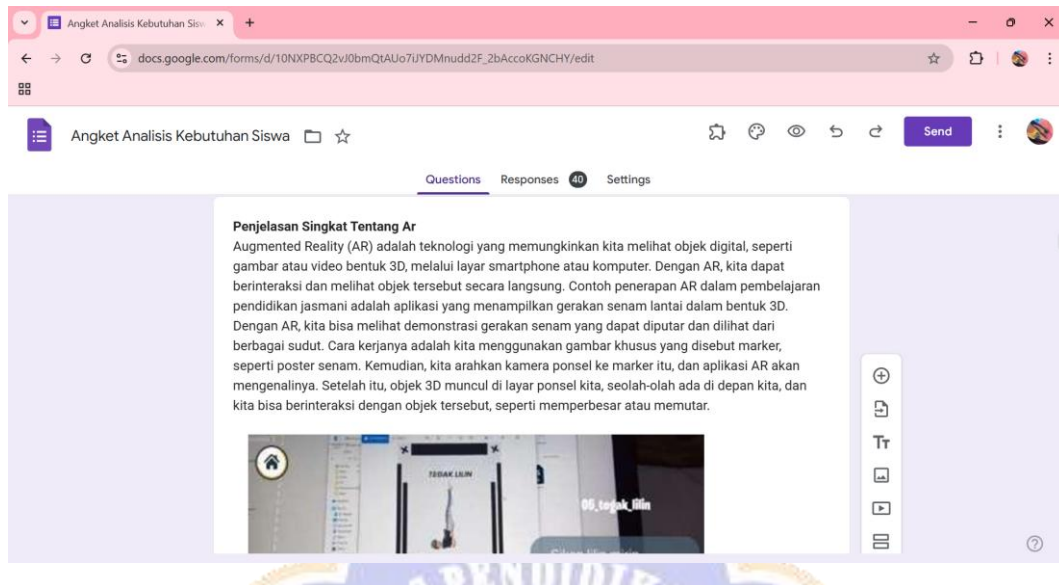 Angket Analisis Kebutuhan Sisw
docs.google.com/forms/d/10NXPBCQ2vJ0bmQtAUo7iJYDMnudd2F_2bAccoKGNCHY/edit
Angket Analisis Kebutuhan Siswa
Send
Questions Responses 40 Settings
Penjelasan Singkat Tentang Ar
Augmented Reality (AR) adalah teknologi yang memungkinkan kita melihat objek digital, seperti
gambar atau video bentuk 3D, melalui layar smartphone atau komputer. Dengan AR, kita dapat
berinteraksi dan melihat objek tersebut secara langsung. Contoh penerapan AR dalam pembelajaran
pendidikan jasmani adalah aplikasi yang menampilkan gerakan senam lantai dalam bentuk 3D.
Dengan AR, kita bisa melihat demonstrasi gerakan senam yang dapat diputar dan dilihat dari
berbagai sudut. Cara kerjanya adalah kita menggunakan gambar khusus yang disebut marker,
seperti poster senam. Kemudian, kita arahkan kamera ponsel ke marker itu, dan aplikasi AR akan
mengenalinya. Setelah itu, objek 3D muncul di layar ponsel kita, seolah-olah ada di depan kita, dan
kita bisa berinteraksi dengan objek tersebut, seperti memperbesar atau memutar.
TEGAK LILIN
05_tegak_lilin
Tт